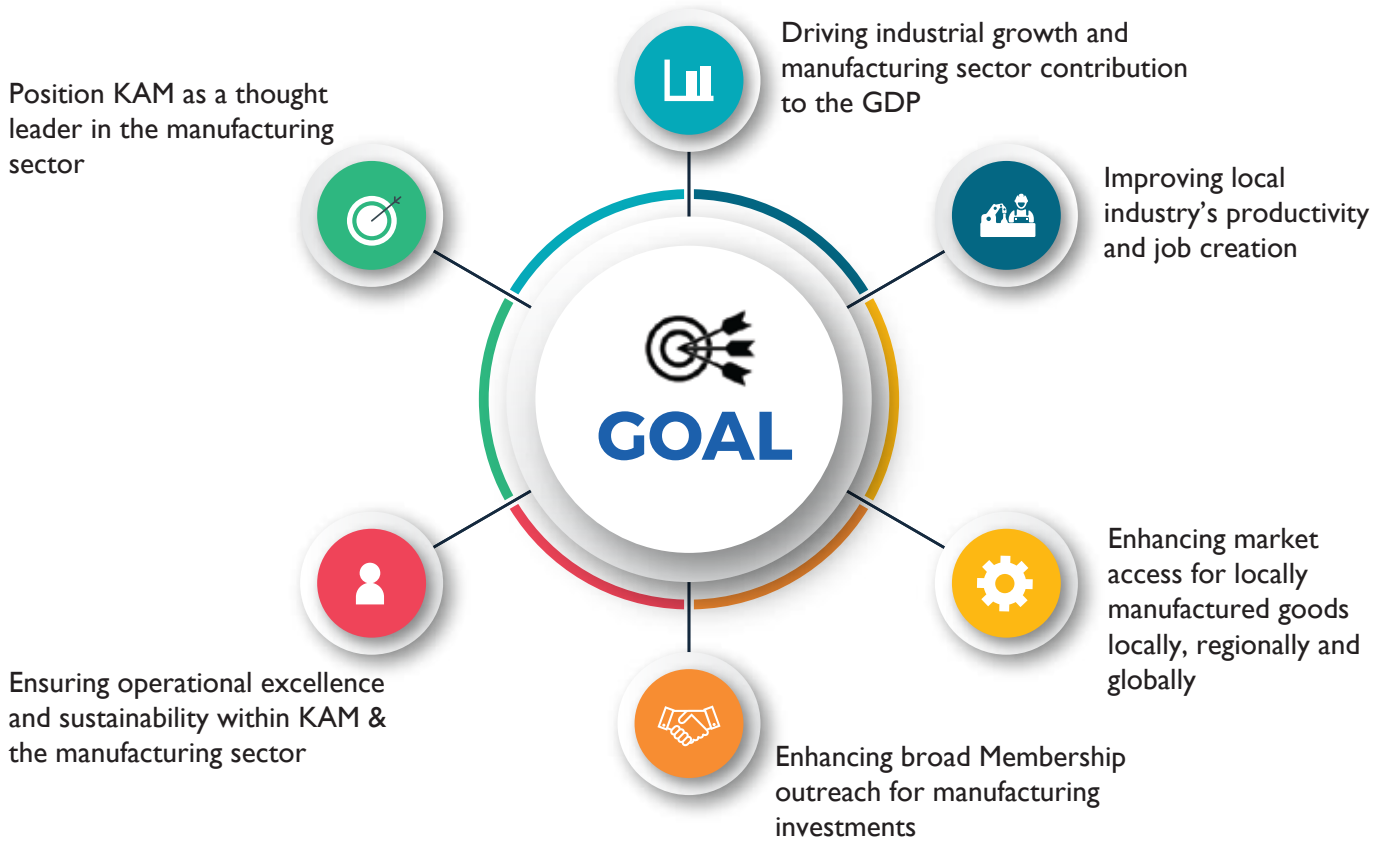 Driving industrial growth and
manufacturing sector contribution
to the GDP
Position KAM as a thought
leader in the manufacturing
sector
Improving local
industry’s productivity
and job creation
GOAL
Enhancing market
access for locally
manufactured goods
locally, regionally and
globally
Ensuring operational excellence
and sustainability within KAM &
the manufacturing sector
Enhancing broad Membership
outreach for manufacturing
investments